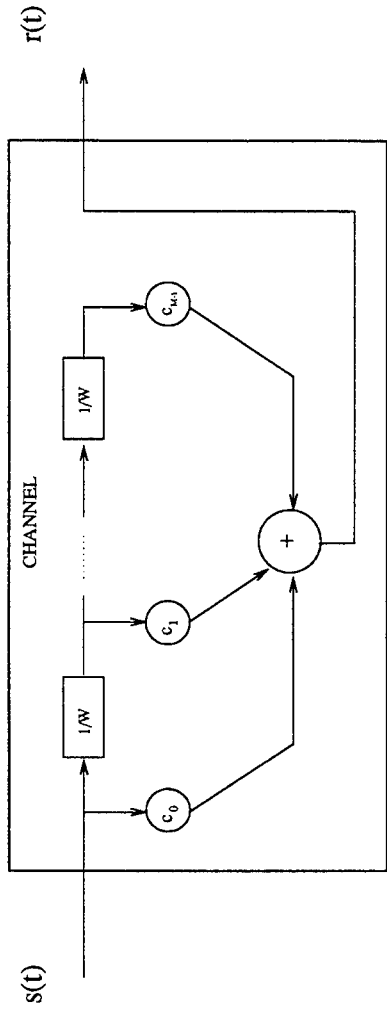 CHANNEL
s(t)
1/W
1/W
r(t)
c₀
c₁
c_{M-1}
+